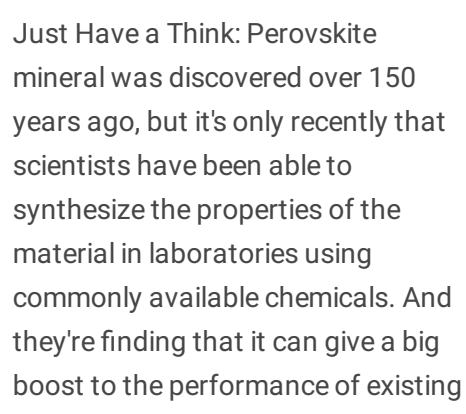 Just Have a Think: Perovskite
mineral was discovered over 150
years ago, but it's only recently that
scientists have been able to
synthesize the properties of the
material in laboratories using
commonly available chemicals. And
they're finding that it can give a big
boost to the performance of existing